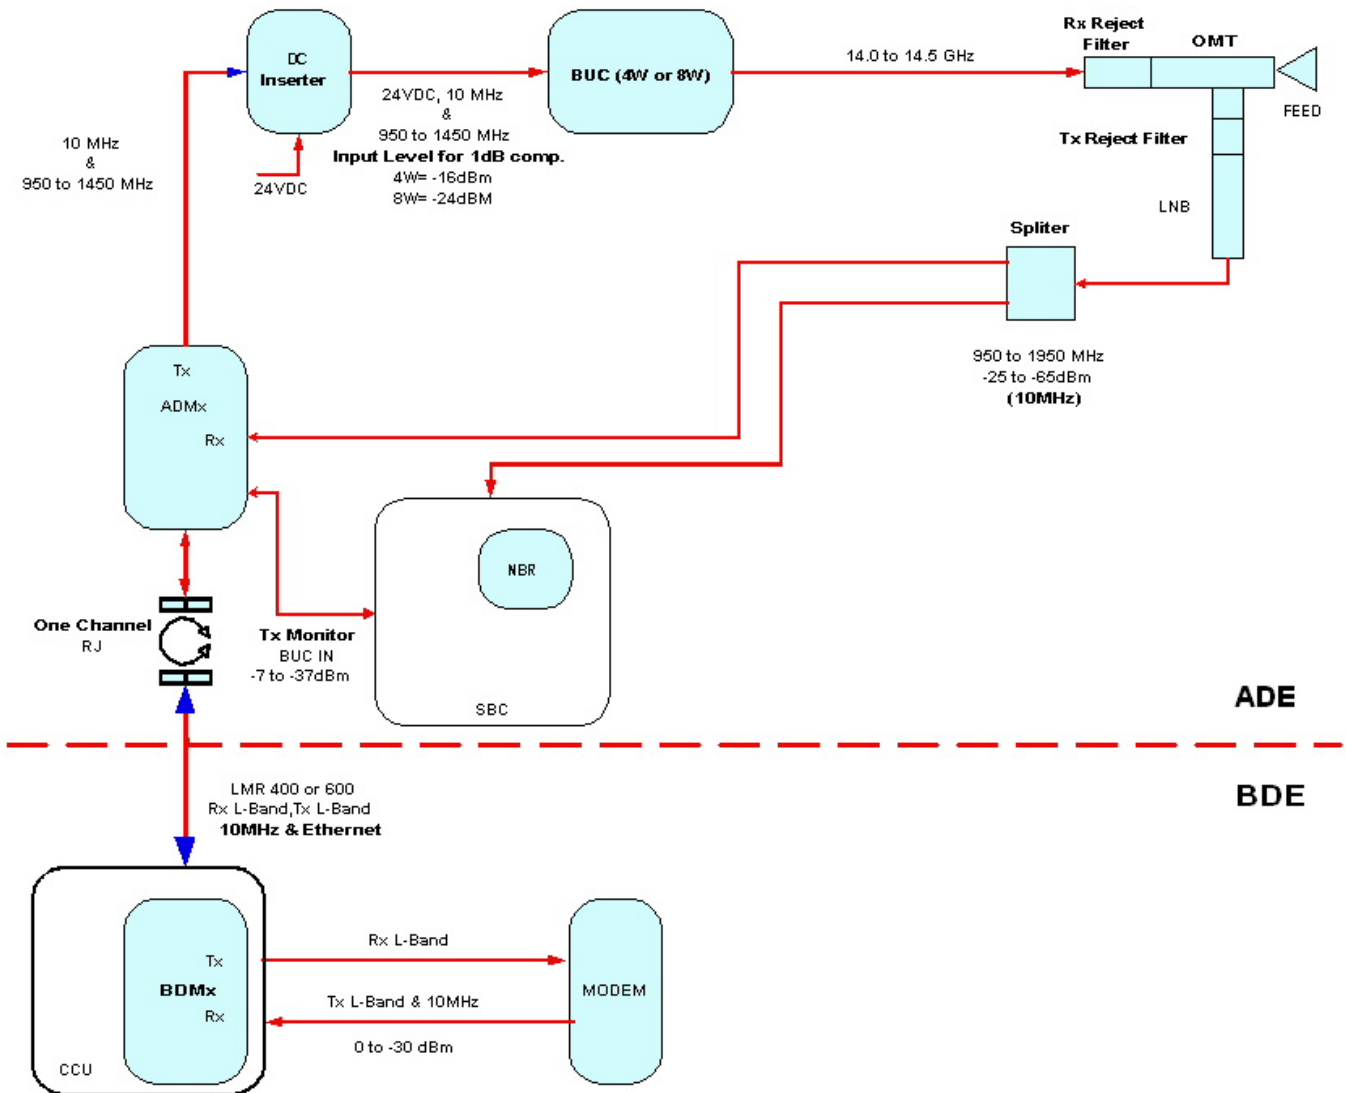 Rx Reject
Filter
OMT
DC
Inserter
BUC (4W or 8W)
14.0 to 14.5 GHz
FEED
Tx Reject Filter
24VDC, 10 MHz
&
950 to 1450 MHz
Input Level for 1dB comp.
4W= -16dBm
8W= -24dBM
10 MHz
&
950 to 1450 MHz
24VDC
LNB
Spliter
950 to 1950 MHz
-25 to -65dBm
(10MHz)
Tx
ADMx
Rx
NBR
One Channel
RJ
Tx Monitor
BUC IN
-7 to -37dBm
SBC
ADE
LMR 400 or 600
Rx L-Band,Tx L-Band
10MHz & Ethernet
BDE
Rx L-Band
Tx
BDMx
Rx
MODEM
Tx L-Band & 10MHz
0 to -30 dBm
CCU